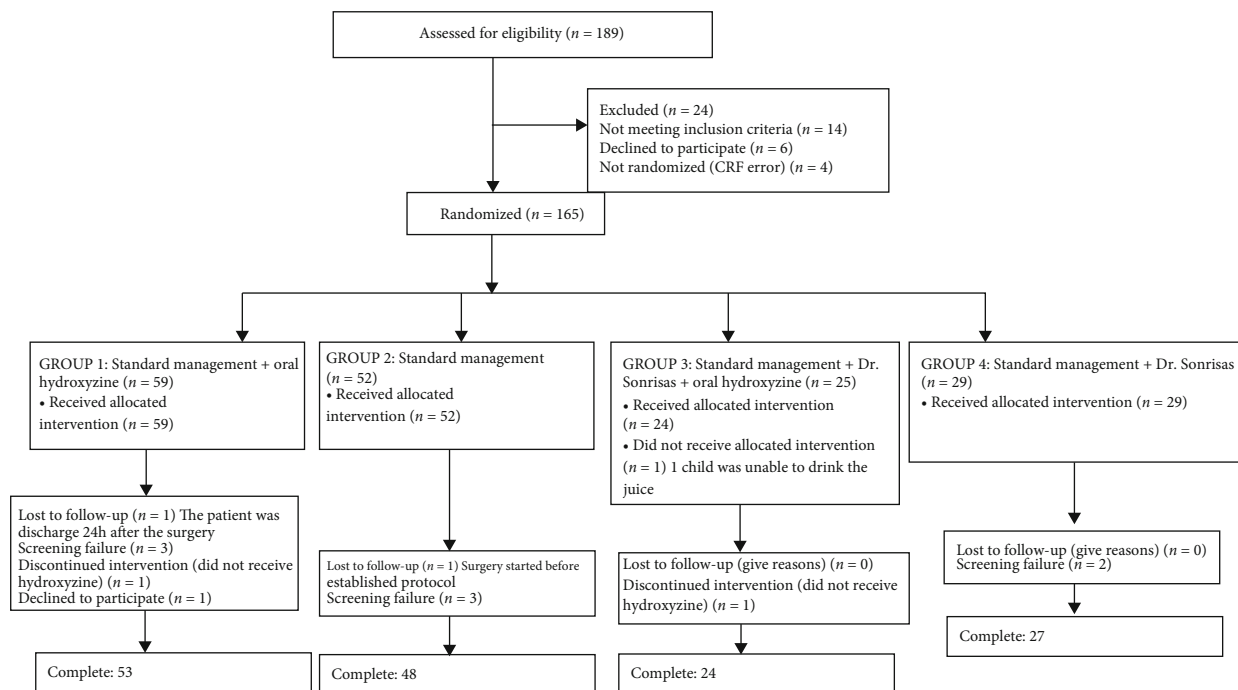 Assessed for eligibility (n = 189)
Excluded (n = 24)
Not meeting inclusion criteria (n = 14)
Declined to participate (n = 6)
Not randomized (CRF error) (n = 4)
Randomized (n = 165)
GROUP 1: Standard management + oral
hydroxyzine (n = 59)
• Received allocated
intervention (n = 59)
GROUP 2: Standard management
(n = 52)
• Received allocated
intervention (n = 52)
GROUP 3: Standard management + Dr.
Sonrisas + oral hydroxyzine (n = 25)
• Received allocated intervention
(n = 24)
• Did not receive allocated intervention
(n = 1) 1 child was unable to drink the
juice
GROUP 4: Standard management + Dr. Sonrisas
(n = 29)
• Received allocated intervention (n = 29)
Lost to follow-up (n = 1) The patient was
discharge 24h after the surgery
Screening failure (n = 3)
Discontinued intervention (did not receive
hydroxyzine) (n = 1)
Declined to participate (n = 1)
Lost to follow-up (n = 1) Surgery started before
established protocol
Screening failure (n = 3)
Lost to follow-up (give reasons) (n = 0)
Discontinued intervention (did not receive
hydroxyzine) (n = 1)
Lost to follow-up (give reasons) (n = 0)
Screening failure (n = 2)
Complete: 53
Complete: 48
Complete: 24
Complete: 27